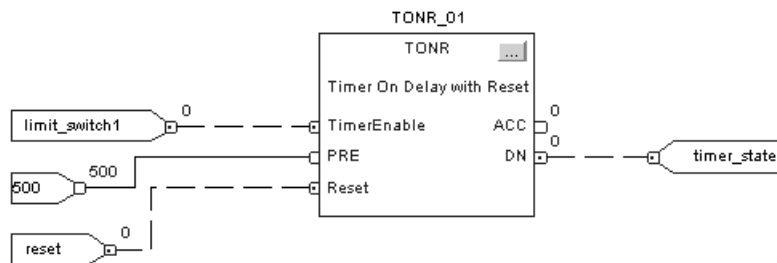 TONR_01
TONR
...
Timer On Delay with Reset
limit_switch1 0 TimerEnable ACC 0
500 500 PRE DN 0 timer_state
reset 0 Reset